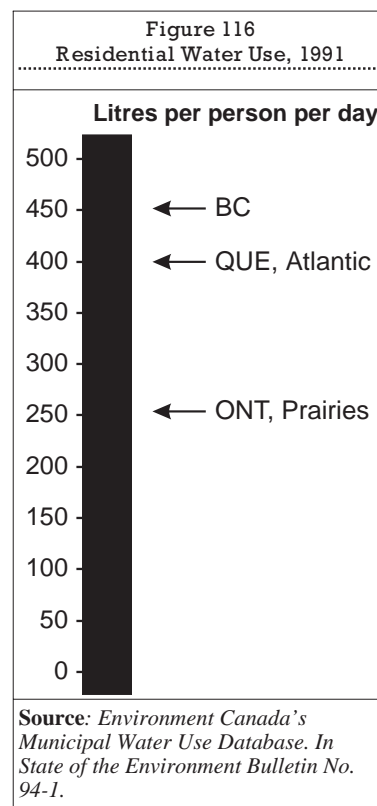 Figure 116
Residential Water Use, 1991
Litres per person per day
500
450
BC
400
QUE, Atlantic
350
300
250
ONT, Prairies
200
150
100
50
0
Source: Environment Canada's
Municipal Water Use Database. In
State of the Environment Bulletin No.
94-1.